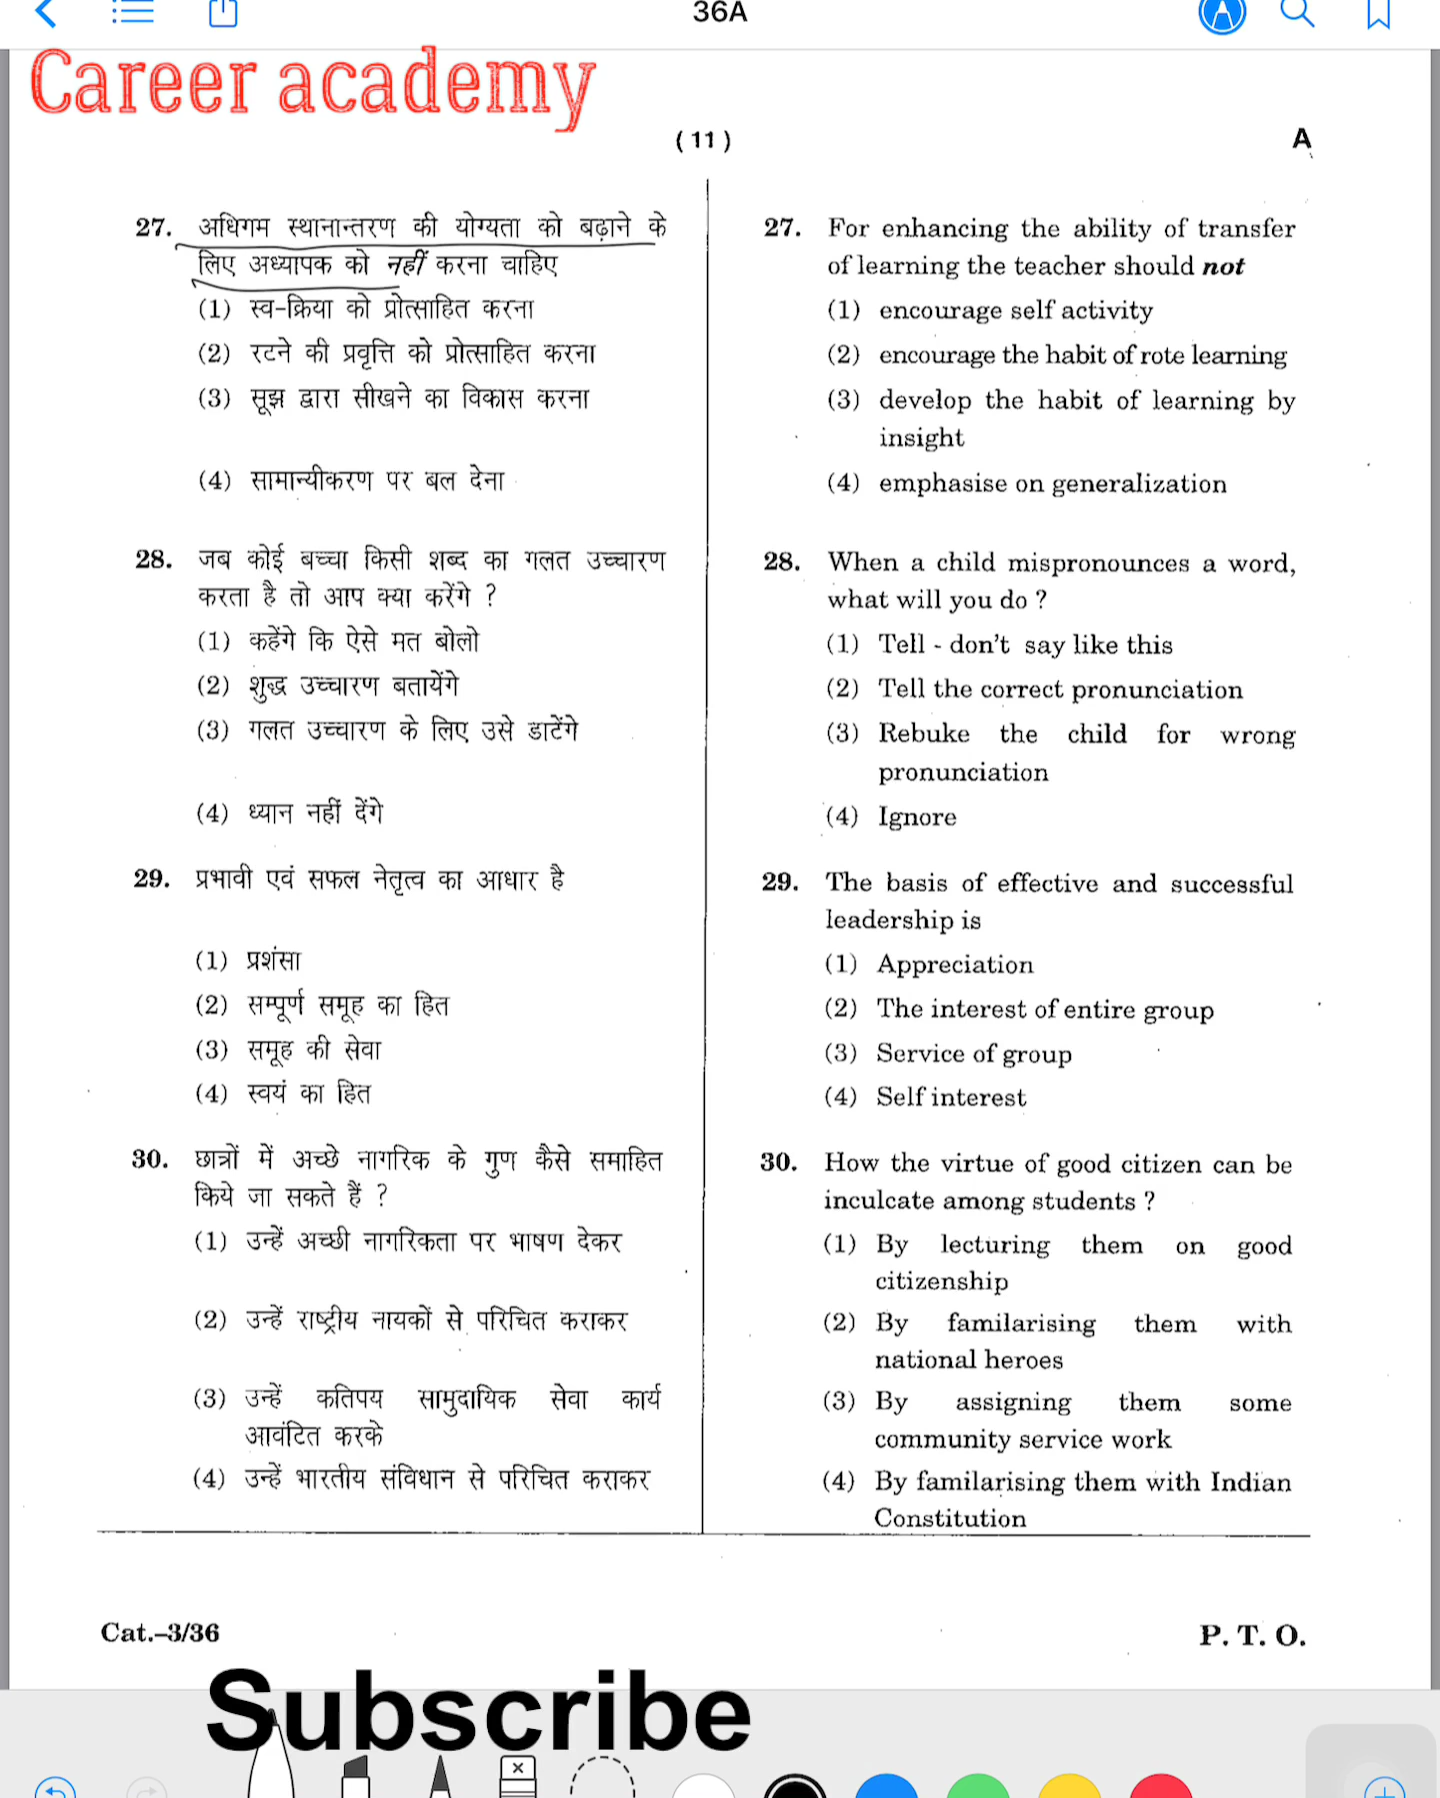 36A
Career academy
( 11 )
A
27. अधिगम स्थानान्तरण की योग्यता को बढ़ाने के
लिए अध्यापक को नहीं करना चाहिए
(1) स्व-क्रिया को प्रोत्साहित करना
(2) रटने की प्रवृत्ति को प्रोत्साहित करना
(3) सूझ द्वारा सीखने का विकास करना
(4) सामान्यीकरण पर बल देना
28. जब कोई बच्चा किसी शब्द का गलत उच्चारण
करता है तो आप क्या करेंगे ?
(1) कहेंगे कि ऐसे मत बोलो
(2) शुद्ध उच्चारण बतायेंगे
(3) गलत उच्चारण के लिए उसे डाटेंगे
(4) ध्यान नहीं देंगे
29. प्रभावी एवं सफल नेतृत्व का आधार है
(1) प्रशंसा
(2) सम्पूर्ण समूह का हित
(3) समूह की सेवा
(4) स्वयं का हित
30. छात्रों में अच्छे नागरिक के गुण कैसे समाहित
किये जा सकते हैं ?
(1) उन्हें अच्छी नागरिकता पर भाषण देकर
(2) उन्हें राष्ट्रीय नायकों से परिचित कराकर
(3) उन्हें कतिपय सामुदायिक सेवा कार्य
आवंटित करके
(4) उन्हें भारतीय संविधान से परिचित कराकर
27. For enhancing the ability of transfer
of learning the teacher should not
(1) encourage self activity
(2) encourage the habit of rote learning
(3) develop the habit of learning by
insight
(4) emphasise on generalization
28. When a child mispronounces a word,
what will you do ?
(1) Tell - don't say like this
(2) Tell the correct pronunciation
(3) Rebuke the child for wrong
pronunciation
(4) Ignore
29. The basis of effective and successful
leadership is
(1) Appreciation
(2) The interest of entire group
(3) Service of group
(4) Self interest
30. How the virtue of good citizen can be
inculcate among students ?
(1) By lecturing them on good
citizenship
(2) By familarising them with
national heroes
(3) By assigning them some
community service work
(4) By familarising them with Indian
Constitution
Cat.-3/36
P. T. O.
Subscribe